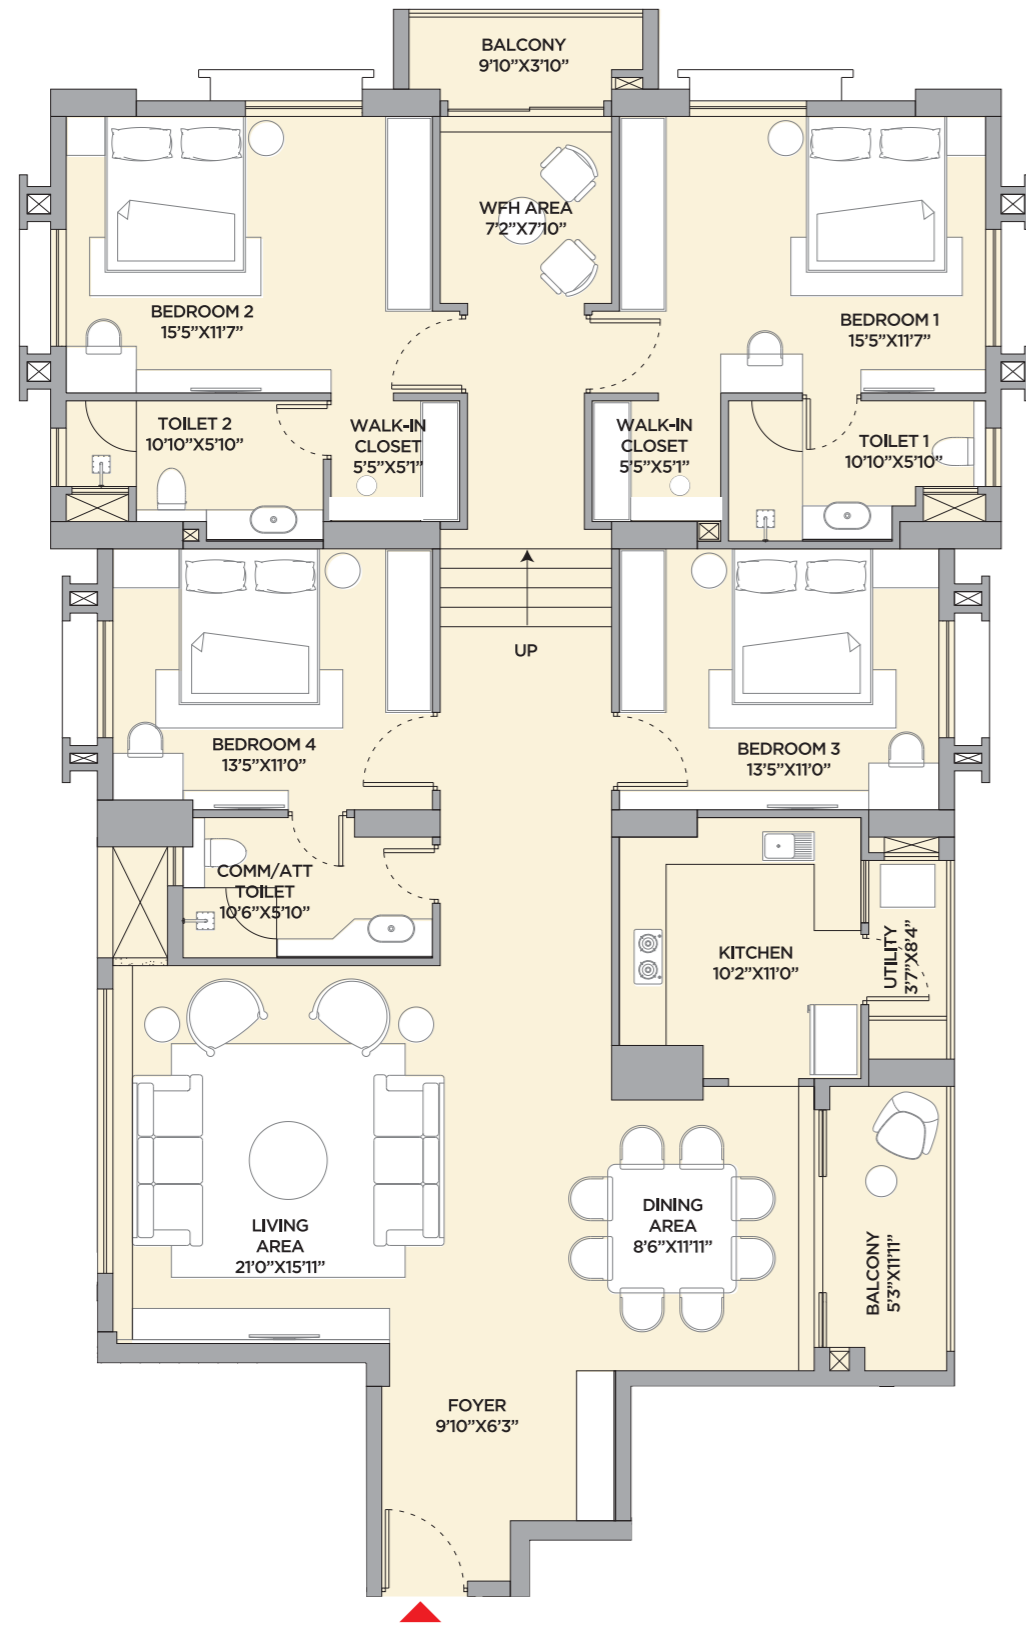 BALCONY
9'10"X3'10"
WFH AREA
7'2"X7'10"
BEDROOM 2
15'5"X11'7"
BEDROOM 1
15'5"X11'7"
TOILET 2
10'10"X5'10"
WALK-IN
CLOSET
5'5"X5'1"
WALK-IN
CLOSET
5'5"X5'1"
TOILET 1
10'10"X5'10"
UP
BEDROOM 4
13'5"X11'0"
BEDROOM 3
13'5"X11'0"
COMM/ATT
TOILET
10'6"X5'10"
KITCHEN
10'2"X11'0"
UTILITY
3'7"X8'4"
LIVING
AREA
21'0"X15'11"
DINING
AREA
8'6"X11'11"
BALCONY
5'3"X11'11"
FOYER
9'10"X6'3"